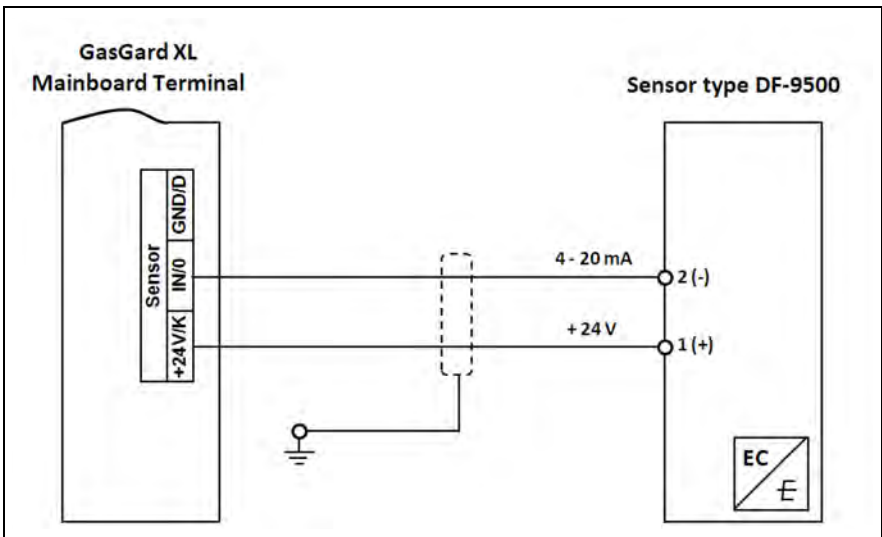 GasGard XL
Mainboard Terminal
Sensor type DF-9500
Sensor
GND/D
IN/0
+24V/K
4 - 20 mA
2 (-)
+ 24 V
1 (+)
EC
E